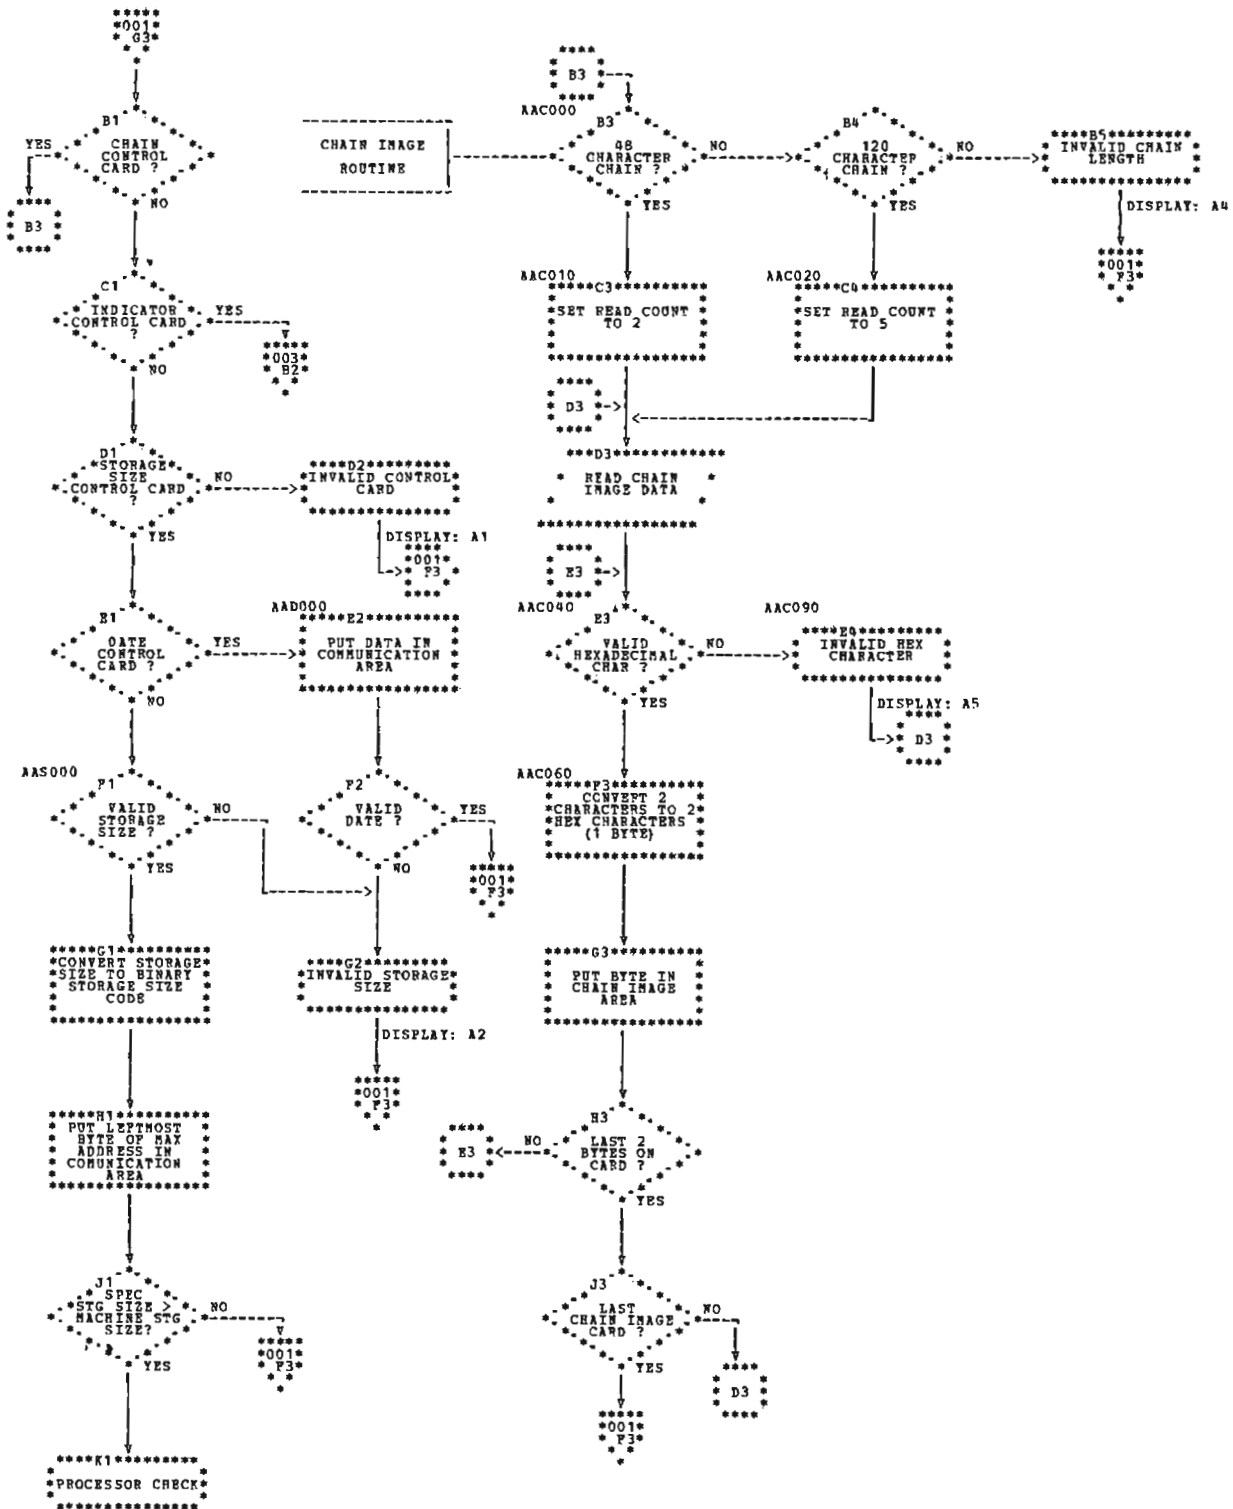 001
G3
B3
AAC000
B1
CHAIN
CONTROL
CARD ?
YES
NO
B3
CHAIN IMAGE
ROUTINE
B3
48
CHARACTER
CHAIN ?
NO
YES
B4
120
CHARACTER
CHAIN ?
NO
YES
B5
INVALID CHAIN
LENGTH
DISPLAY: A4
001
F3
C1
INDICATOR
CONTROL CARD
?
YES
NO
003
B2
AAC010
C3
SET READ COUNT
TO 2
AAC020
C4
SET READ COUNT
TO 5
D3
D1
STORAGE
SIZE
CONTROL CARD
?
NO
YES
D2
INVALID CONTROL
CARD
DISPLAY: A1
001
F3
D3
READ CHAIN
IMAGE DATA
E3
E1
DATE
CONTROL
CARD ?
YES
NO
AAD000
E2
PUT DATA IN
COMMUNICATION
AREA
AAC040
E3
VALID
HEXADECIMAL
CHAR ?
NO
YES
AAC090
E4
INVALID HEX
CHARACTER
DISPLAY: A5
D3
AAS000
F1
VALID
STORAGE
SIZE ?
NO
YES
F2
VALID
DATE ?
YES
NO
001
F3
AAC060
F3
CONVERT 2
CHARACTERS TO 2
HEX CHARACTERS
(1 BYTE)
G1
CONVERT STORAGE
SIZE TO BINARY
STORAGE SIZE
CODE
G2
INVALID STORAGE
SIZE
DISPLAY: A2
001
F3
G3
PUT BYTE IN
CHAIN IMAGE
AREA
H1
PUT LEFTMOST
BYTE OF MAX
ADDRESS IN
COMUNICATION
AREA
H3
LAST 2
BYTES ON
CARD ?
NO
YES
E3
J1
SPEC
STG SIZE >
MACHINE STG
SIZE?
NO
YES
001
F3
J3
LAST
CHAIN IMAGE
CARD ?
NO
YES
D3
001
F3
K1
PROCESSOR CHECK